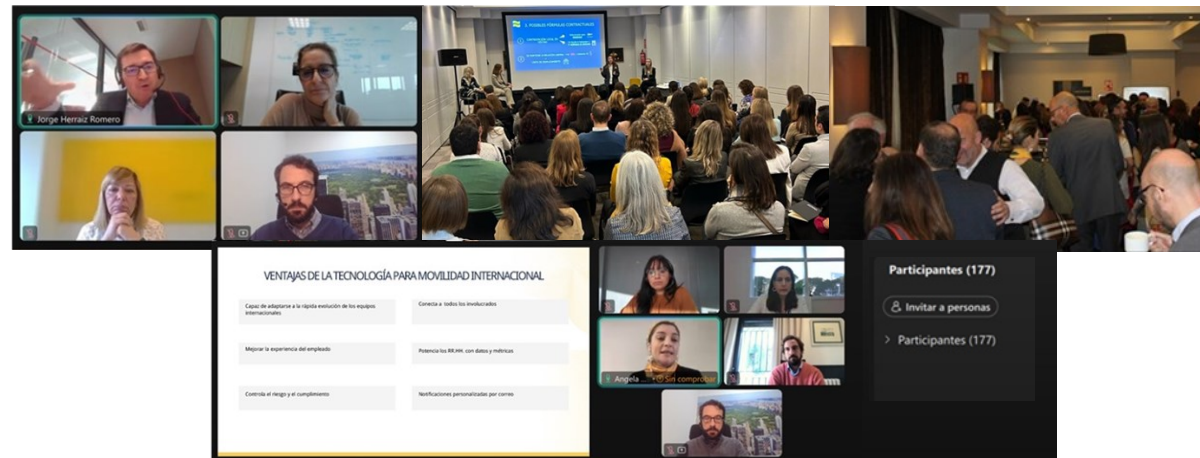 Jorge Herraiz Romero
3. POSIBLES FÓRMULAS CONTRACTUALES
VENTAJAS DE LA TECNOLOGÍA PARA MOVILIDAD INTERNACIONAL
Capaz de adaptarse a la rápida evolución de los equipos
internacionales
Conecta a todos los involucrados
Mejorar la experiencia del empleado
Potencia los RR.HH. con datos y métricas
Controla el riesgo y el cumplimiento
Notificaciones personalizadas por correo
Angela
Sin comprobar
Participantes (177)
Invitar a personas
Participantes (177)